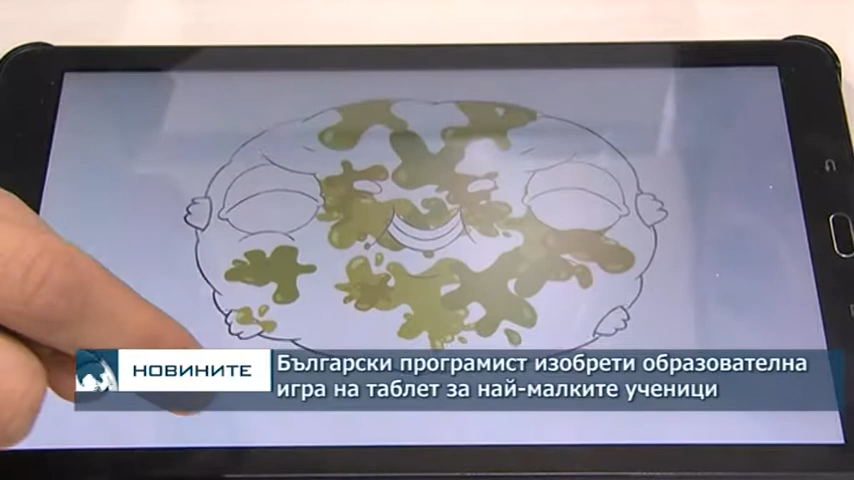 НОВИНИТЕ
Български програмист изобрети образователна
игра на таблет за най-малките ученици